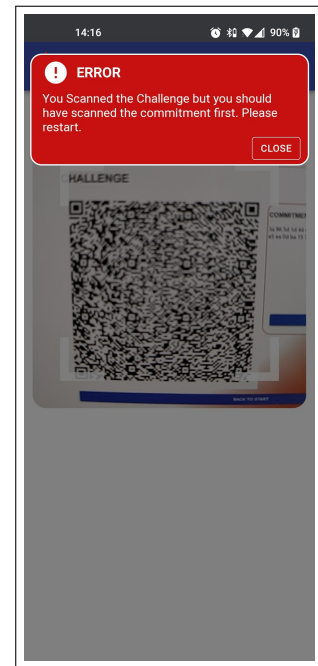 14:16
90%
ERROR
You Scanned the Challenge but you should
have scanned the commitment first. Please
restart.
CLOSE
CHALLENGE
BACK TO START